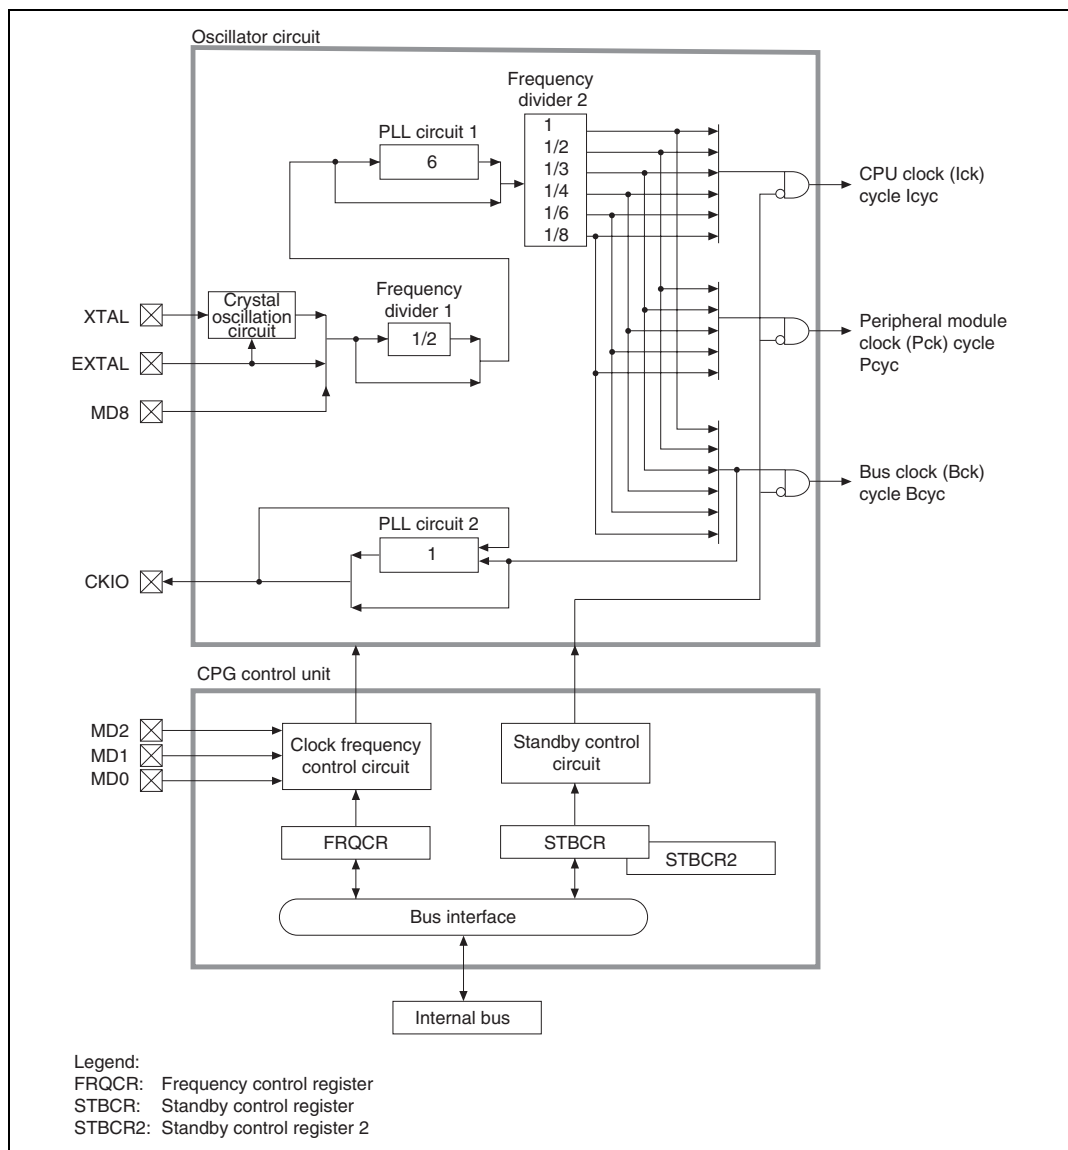 Oscillator circuit
Frequency
divider 2
PLL circuit 1
6
1
1/2
1/3
1/4
1/6
1/8
CPU clock (Ick)
cycle Icyc
XTAL
Crystal
oscillation
circuit
Frequency
divider 1
1/2
EXTAL
MD8
Peripheral module
clock (Pck) cycle
Pcyc
Bus clock (Bck)
cycle Bcyc
PLL circuit 2
1
CKIO
CPG control unit
MD2
MD1
MD0
Clock frequency
control circuit
Standby control
circuit
FRQCR
STBCR
STBCR2
Bus interface
Internal bus
Legend:
FRQCR: Frequency control register
STBCR: Standby control register
STBCR2: Standby control register 2